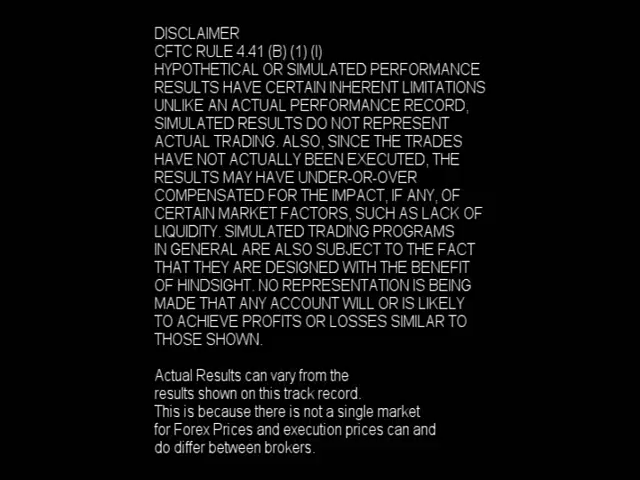 DISCLAIMER
CFTC RULE 4.41 (B) (1) (I)
HYPOTHETICAL OR SIMULATED PERFORMANCE
RESULTS HAVE CERTAIN INHERENT LIMITATIONS
UNLIKE AN ACTUAL PERFORMANCE RECORD,
SIMULATED RESULTS DO NOT REPRESENT
ACTUAL TRADING. ALSO, SINCE THE TRADES
HAVE NOT ACTUALLY BEEN EXECUTED, THE
RESULTS MAY HAVE UNDER-OR-OVER
COMPENSATED FOR THE IMPACT, IF ANY, OF
CERTAIN MARKET FACTORS, SUCH AS LACK OF
LIQUIDITY. SIMULATED TRADING PROGRAMS
IN GENERAL ARE ALSO SUBJECT TO THE FACT
THAT THEY ARE DESIGNED WITH THE BENEFIT
OF HINDSIGHT. NO REPRESENTATION IS BEING
MADE THAT ANY ACCOUNT WILL OR IS LIKELY
TO ACHIEVE PROFITS OR LOSSES SIMILAR TO
THOSE SHOWN.
Actual Results can vary from the
results shown on this track record.
This is because there is not a single market
for Forex Prices and execution prices can and
do differ between brokers.